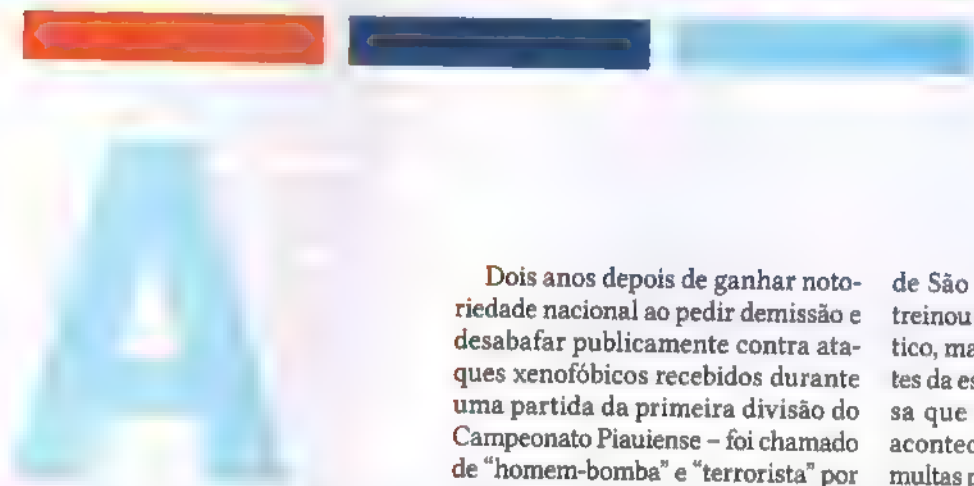 A
Dois anos depois de ganhar noto-
riedade nacional ao pedir demissão e
desabafar publicamente contra ata-
ques xenofóbicos recebidos durante
uma partida da primeira divisão do
Campeonato Piauiense – foi chamado
de “homem-bomba” e “terrorista” por
de São
treinou
tico, ma
tes da es
sa que
acontec
multas p